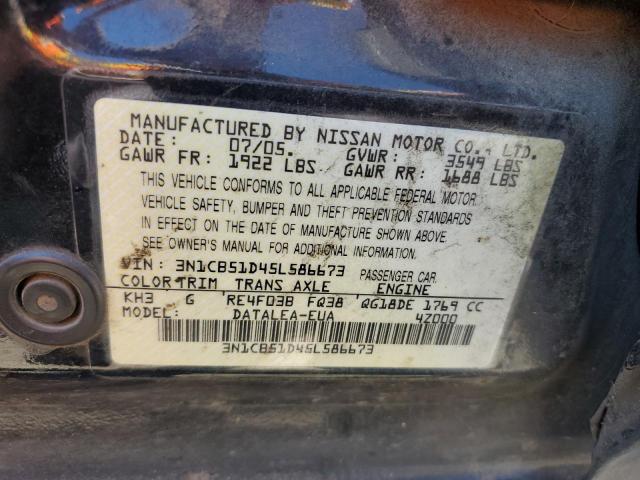 MANUFACTURED BY NISSAN MOTOR CO., LTD.
DATE: 07/05. GVWR: 3549 LBS
GAWR FR: 1922 LBS GAWR RR: 1688 LBS
THIS VEHICLE CONFORMS TO ALL APPLICABLE FEDERAL MOTOR
VEHICLE SAFETY, BUMPER AND THEFT PREVENTION STANDARDS
IN EFFECT ON THE DATE OF MANUFACTURE SHOWN ABOVE.
SEE OWNER'S MANUAL FOR ADDITIONAL INFORMATION.
VIN: 3N1CB51D45L586673 PASSENGER CAR.
COLOR TRIM TRANS AXLE ENGINE
KH3 G RE4F03B FQ38 QG18DE 1769 CC
MODEL: DATALEA-EUA 4Z000
3N1CB51D45L586673